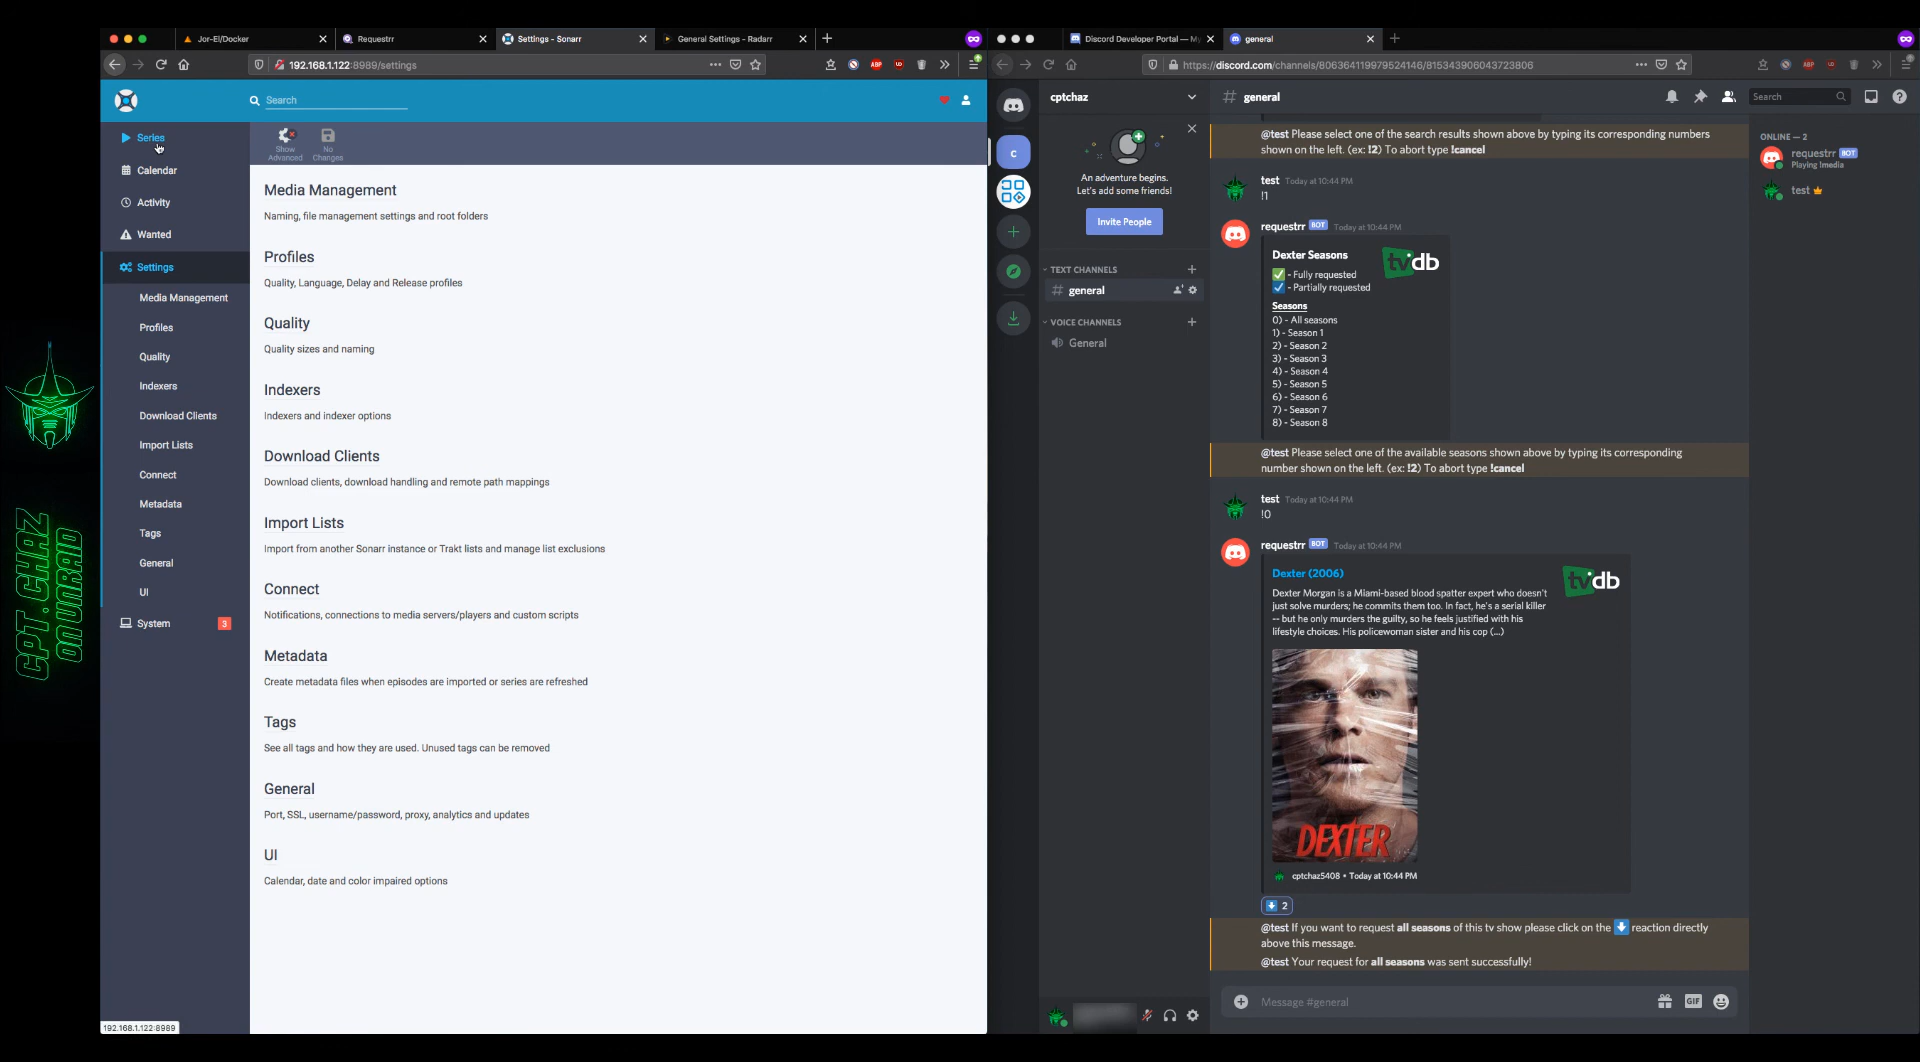 Jor-El/Docker
Requestrr
Settings - Sonarr
General Settings - Radarr
192.168.1.122:8989/settings
ABP
Search
Series
Calendar
Activity
Wanted
Settings
Media Management
Profiles
Quality
Indexers
Download Clients
Import Lists
Connect
Metadata
Tags
General
UI
System
3
Show
Advanced
No
Changes
Media Management
Naming, file management settings and root folders
Profiles
Quality, Language, Delay and Release profiles
Quality
Quality sizes and naming
Indexers
Indexers and indexer options
Download Clients
Download clients, download handling and remote path mappings
Import Lists
Import from another Sonarr instance or Trakt lists and manage list exclusions
Connect
Notifications, connections to media servers/players and custom scripts
Metadata
Create metadata files when episodes are imported or series are refreshed
Tags
See all tags and how they are used. Unused tags can be removed
General
Port, SSL, username/password, proxy, analytics and updates
UI
Calendar, date and color impaired options
192.168.1.122:8989
CPT.CHAZ
ON UNRAID
Discord Developer Portal — My
general
https://discord.com/channels/806364119979524146/815343906043723806
cptchaz
c
An adventure begins.
Let's add some friends!
Invite People
TEXT CHANNELS
general
VOICE CHANNELS
General
general
Search
@test Please select one of the search results shown above by typing its corresponding numbers
shown on the left. (ex: !2) To abort type !cancel
test Today at 10:44 PM
!1
requestrr BOT Today at 10:44 PM
Dexter Seasons
tvdb
- Fully requested
- Partially requested
Seasons
0) - All seasons
1) - Season 1
2) - Season 2
3) - Season 3
4) - Season 4
5) - Season 5
6) - Season 6
7) - Season 7
8) - Season 8
@test Please select one of the available seasons shown above by typing its corresponding
number shown on the left. (ex: !2) To abort type !cancel
test Today at 10:44 PM
!0
requestrr BOT Today at 10:44 PM
Dexter (2006)
tvdb
Dexter Morgan is a Miami-based blood spatter expert who doesn't
just solve murders; he commits them too. In fact, he's a serial killer
-- but he only murders the guilty, so he feels justified with his
lifestyle choices. His policewoman sister and his cop (...)
DEXTER
cptchaz5408 • Today at 10:44 PM
2
@test If you want to request all seasons of this tv show please click on the reaction directly
above this message.
@test Your request for all seasons was sent successfully!
Message #general
GIF
ONLINE — 2
requestrr BOT
Playing !media
test